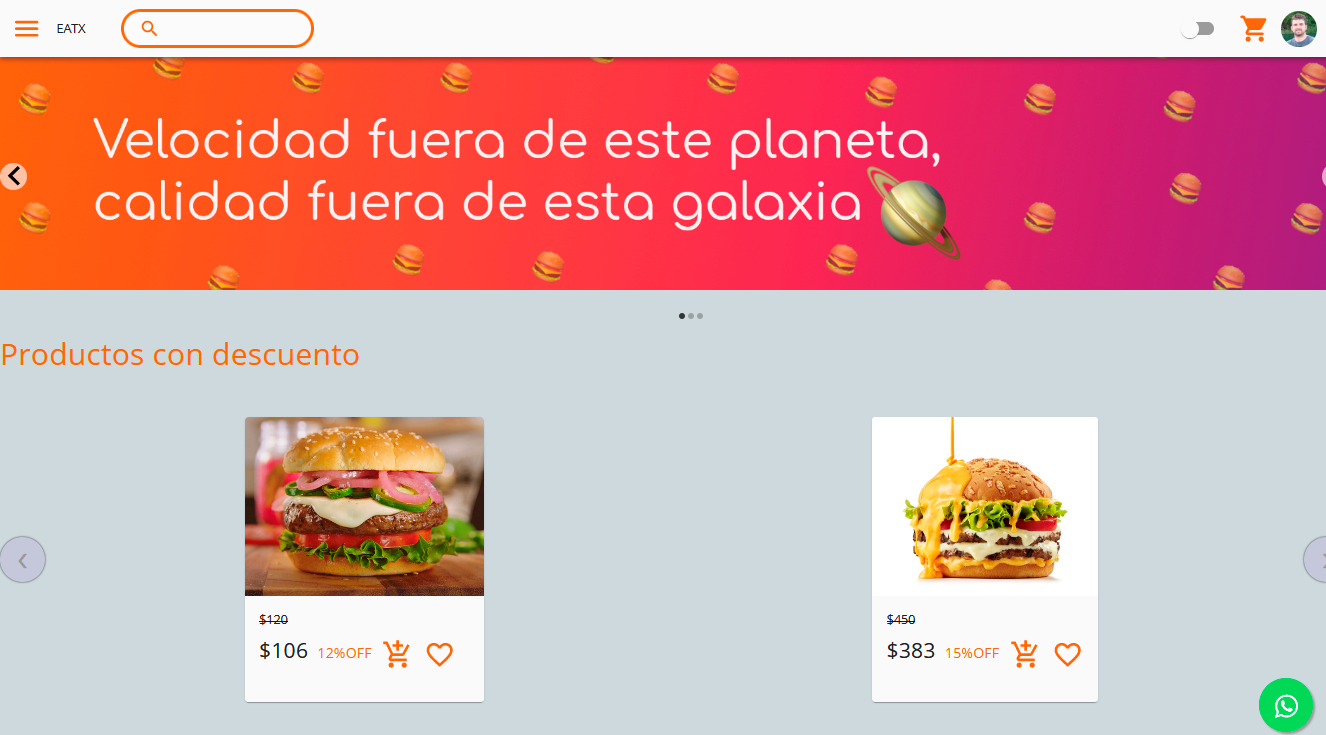 EATX
Velocidad fuera de este planeta,
calidad fuera de esta galaxia
Productos con descuento
$120
$106 12%OFF
$450
$383 15%OFF